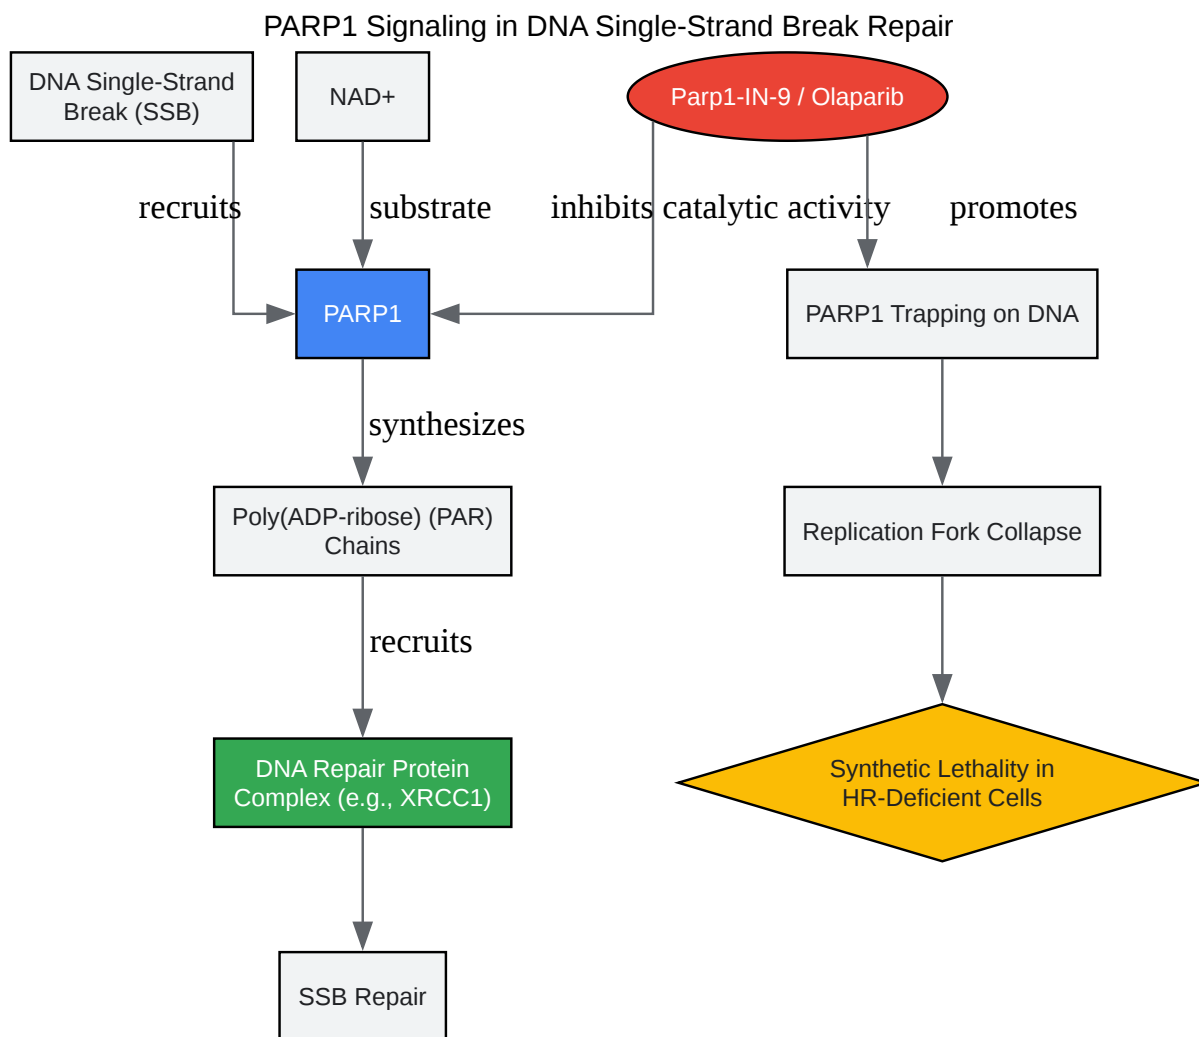 PARP1 Signaling in DNA Single-Strand Break Repair
DNA Single-Strand
Break (SSB)
NAD+
Parp1-IN-9 / Olaparib
recruits
substrate
inhibits catalytic activity
promotes
PARP1
PARP1 Trapping on DNA
synthesizes
Poly(ADP-ribose) (PAR)
Chains
Replication Fork Collapse
recruits
DNA Repair Protein
Complex (e.g., XRCC1)
Synthetic Lethality in
HR-Deficient Cells
SSB Repair